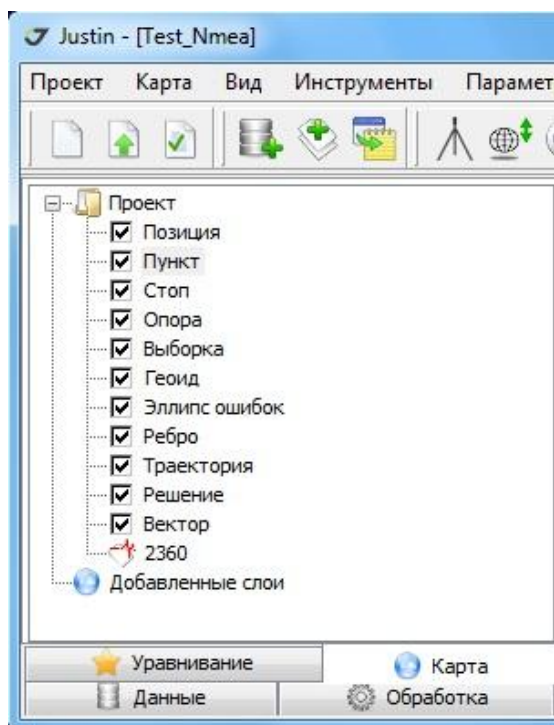 Justin - [Test_Nmea]
Проект Карта Вид Инструменты Парамет
Проект
Позиция
Пункт
Стоп
Опора
Выборка
Геоид
Эллипс ошибок
Ребро
Траектория
Решение
Вектор
2360
Добавленные слои
Уравнивание Карта
Данные Обработка